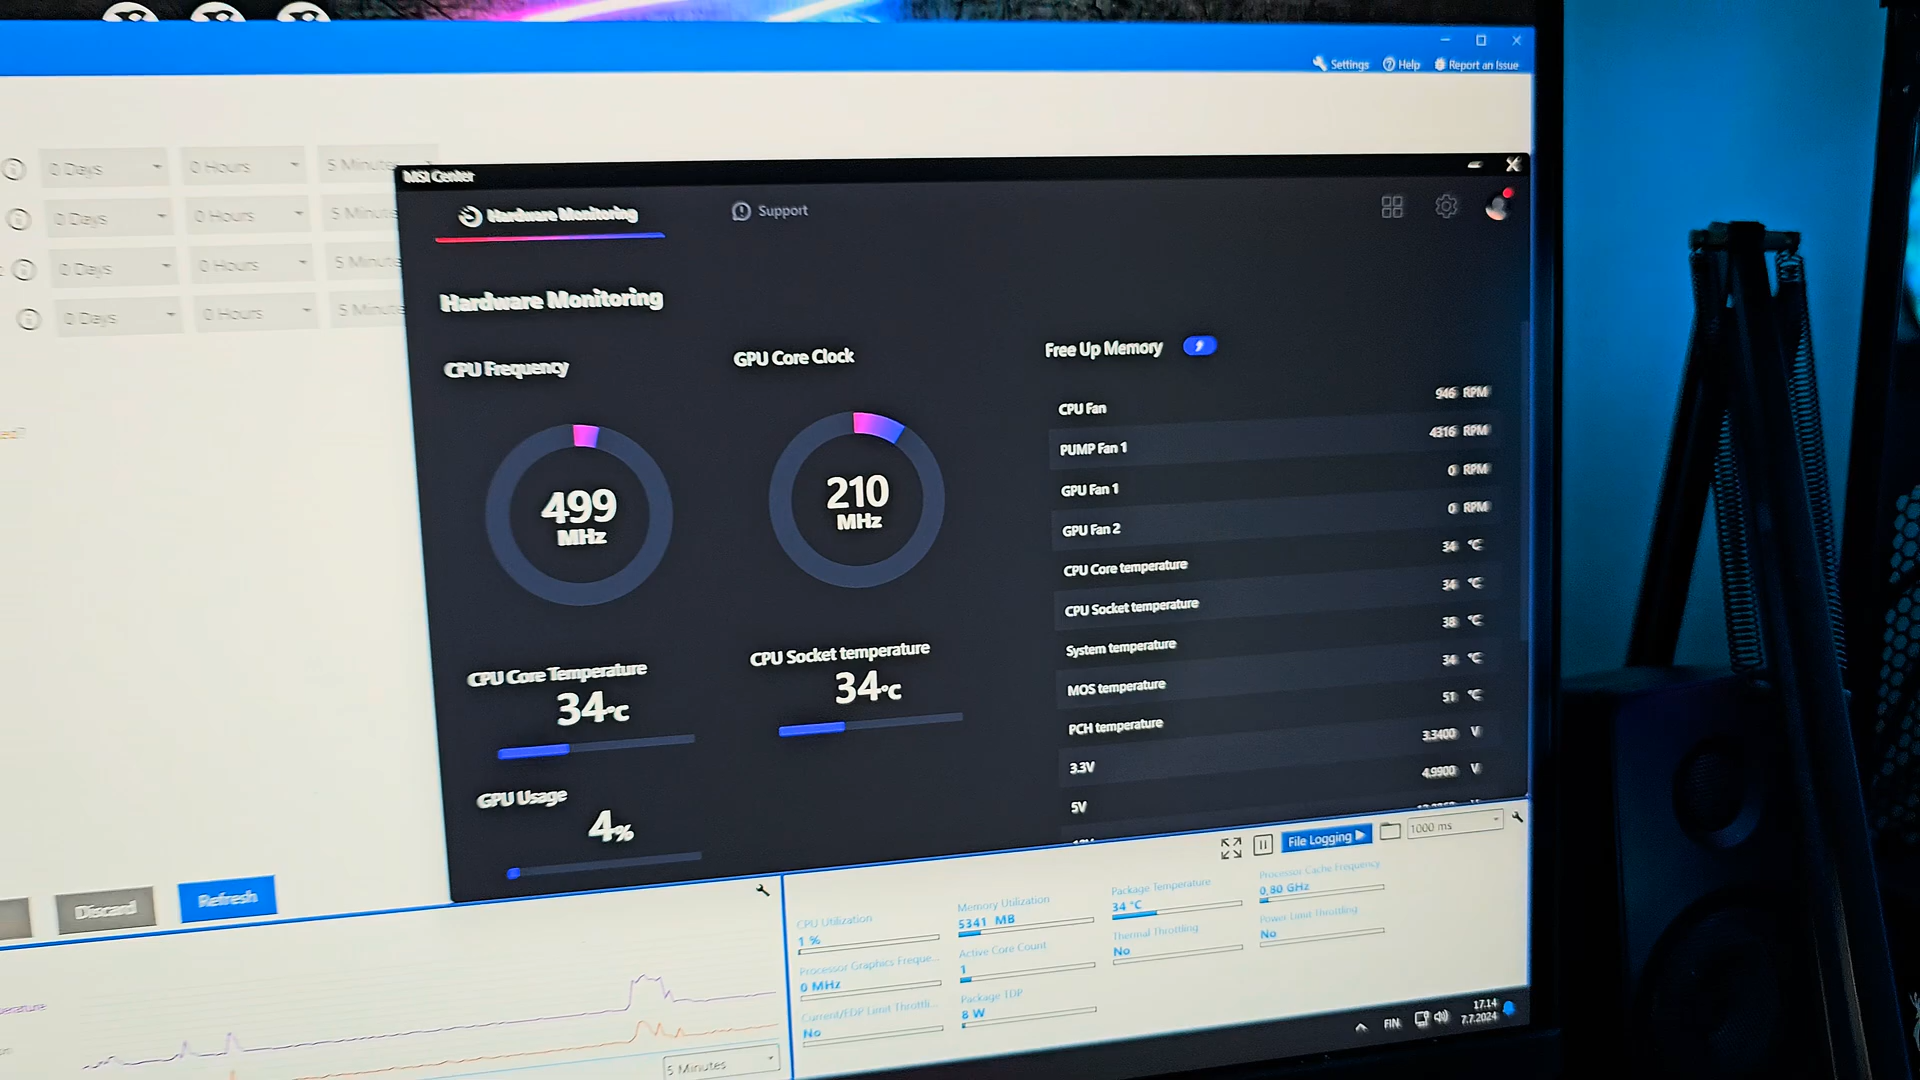 Settings Help Report an Issue
0 Days 0 Hours 5 Minutes
0 Days 0 Hours 5 Minute
0 Days 0 Hours 5 Minut
0 Days 0 Hours 5 Minut
MSI Center
Hardware Monitoring Support
Hardware Monitoring
CPU Frequency
499
MHz
GPU Core Clock
210
MHz
CPU Core Temperature
34°C
CPU Socket temperature
34°C
GPU Usage
4%
Free Up Memory
CPU Fan 946 RPM
PUMP Fan 1 4316 RPM
GPU Fan 1 0 RPM
GPU Fan 2 0 RPM
CPU Core temperature 34 °C
CPU Socket temperature 34 °C
System temperature 38 °C
MOS temperature 34 °C
PCH temperature 51 °C
3.3V 3.3400 V
5V 4.9900 V
Discard Refresh
File Logging 1000 ms
CPU Utilization
1 %
Memory Utilization
5341 MB
Package Temperature
34 °C
Processor Cache Frequency
0,80 GHz
Processor Graphics Freque...
0 MHz
Active Core Count
1
Thermal Throttling
No
Power Limit Throttling
No
Current/EDP Limit Throttli...
No
Package TDP
8 W
5 Minutes
FIN
17.14
7.7.2024